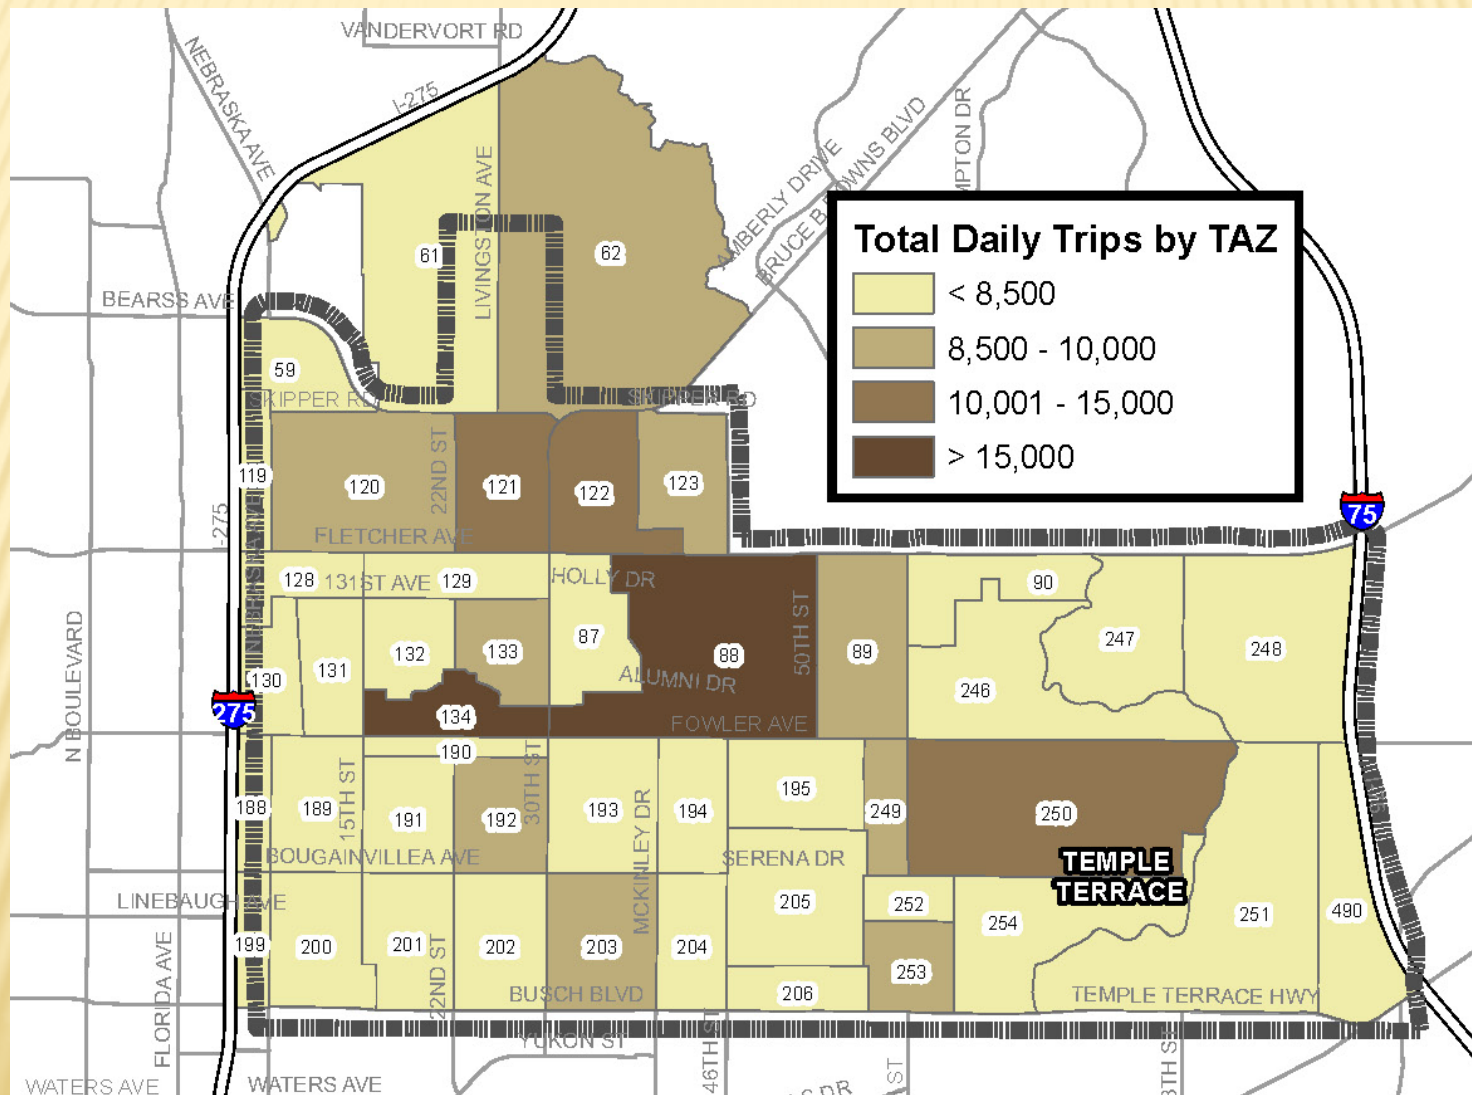 VANDERVORT RD
NEBRASKA AVE
I-275
LIVINGSTON AVE
AMBERLY DRIVE
BRUCE B DOWNS BLVD
Total Daily Trips by TAZ
< 8,500
8,500 - 10,000
10,001 - 15,000
> 15,000
61
62
BEARSS AVE
59
SKIPPER RD
SKIPPER RD
119
120
22ND ST
121
122
123
I-275
FLETCHER AVE
75
128
131ST AVE
129
HOLLY DR
90
NEBRASKA AVE
N BOULEVARD
130
131
132
133
87
88
ALUMNI DR
50TH ST
89
246
247
248
275
134
FOWLER AVE
190
188
189
15TH ST
191
192
30TH ST
193
MCKINLEY DR
194
195
249
250
BOUGAINVILLEA AVE
SERENA DR
TEMPLE
TERRACE
LINEBAUGH AVE
199
200
201
22ND ST
202
203
204
205
206
252
253
254
251
490
FLORIDA AVE
BUSCH BLVD
TEMPLE TERRACE HWY
YUKON ST
46TH ST
WATERS AVE
WATERS AVE
DR
ST